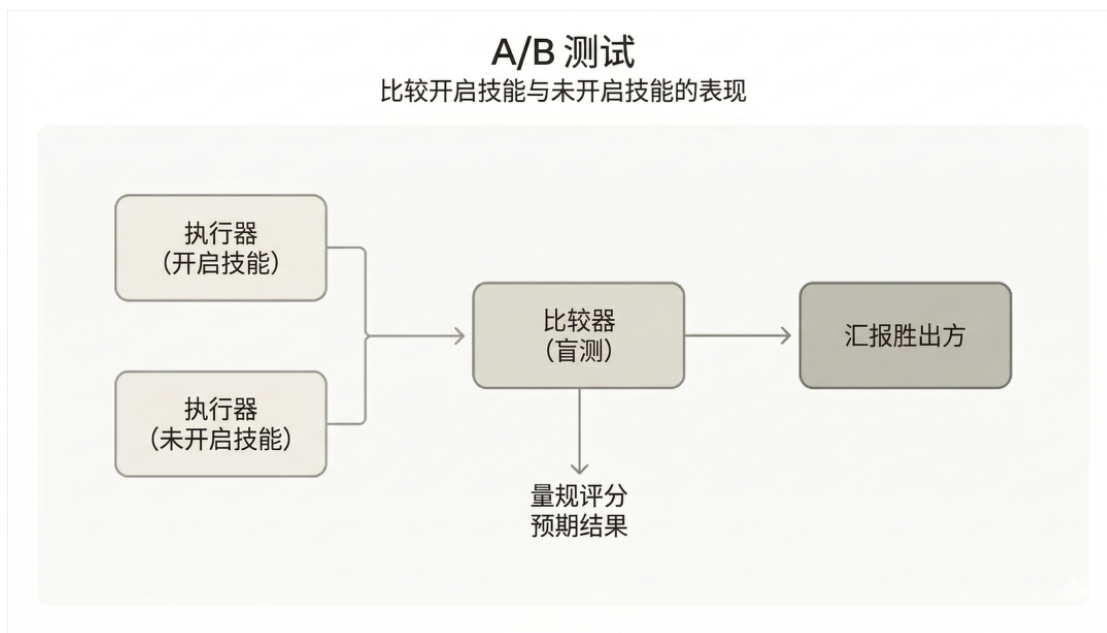 A/B 测试
比较开启技能与未开启技能的表现
执行器
（开启技能）
执行器
（未开启技能）
比较器
（盲测）
汇报胜出方
量规评分
预期结果